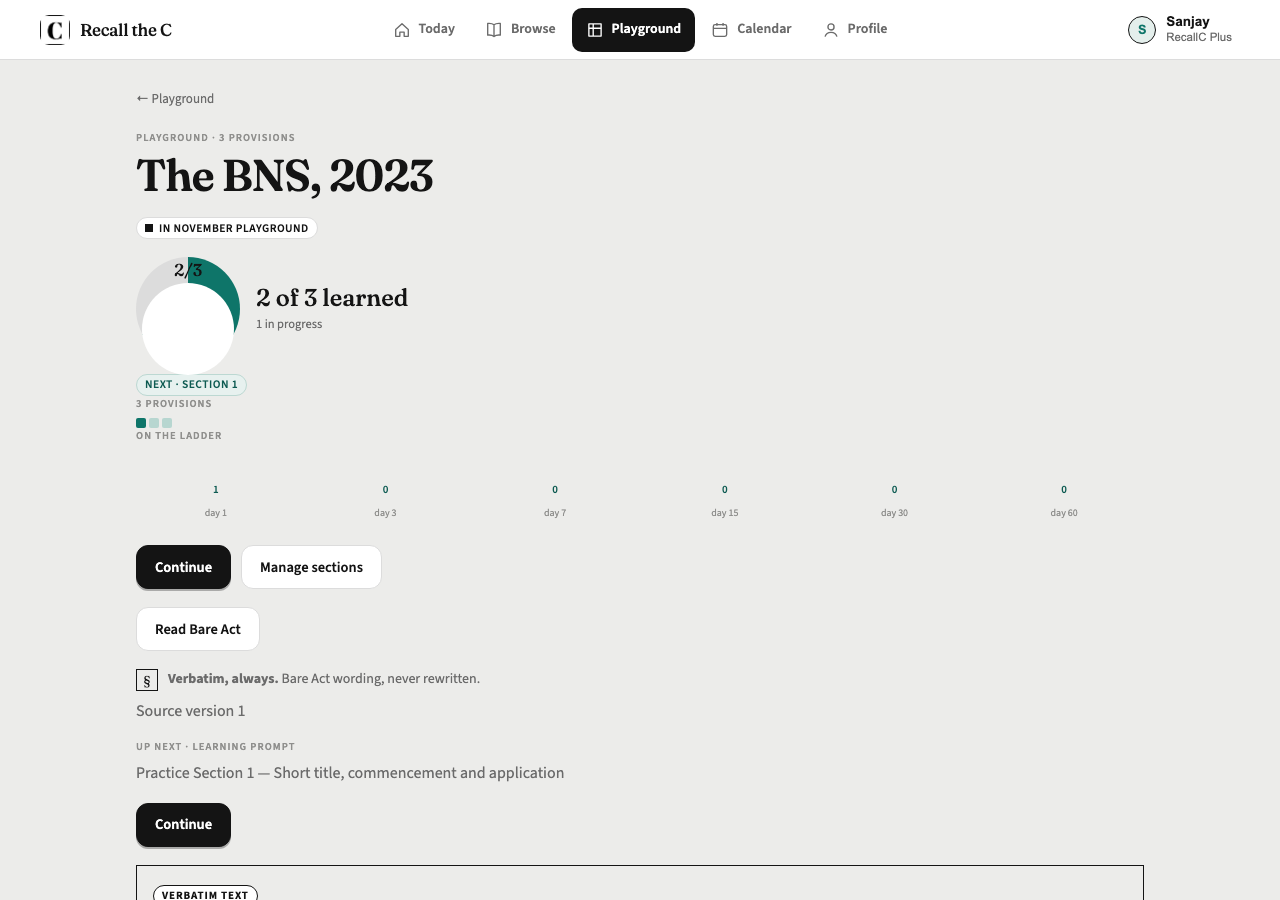 C Recall the C
Today Browse Playground Calendar Profile
S Sanjay
RecallC Plus
← Playground
PLAYGROUND · 3 PROVISIONS
The BNS, 2023
IN NOVEMBER PLAYGROUND
2/3
2 of 3 learned
1 in progress
NEXT · SECTION 1
3 PROVISIONS
ON THE LADDER
1 0 0 0 0 0
day 1 day 3 day 7 day 15 day 30 day 60
Continue Manage sections
Read Bare Act
§ Verbatim, always. Bare Act wording, never rewritten.
Source version 1
UP NEXT · LEARNING PROMPT
Practice Section 1 — Short title, commencement and application
Continue
VERBATIM TEXT